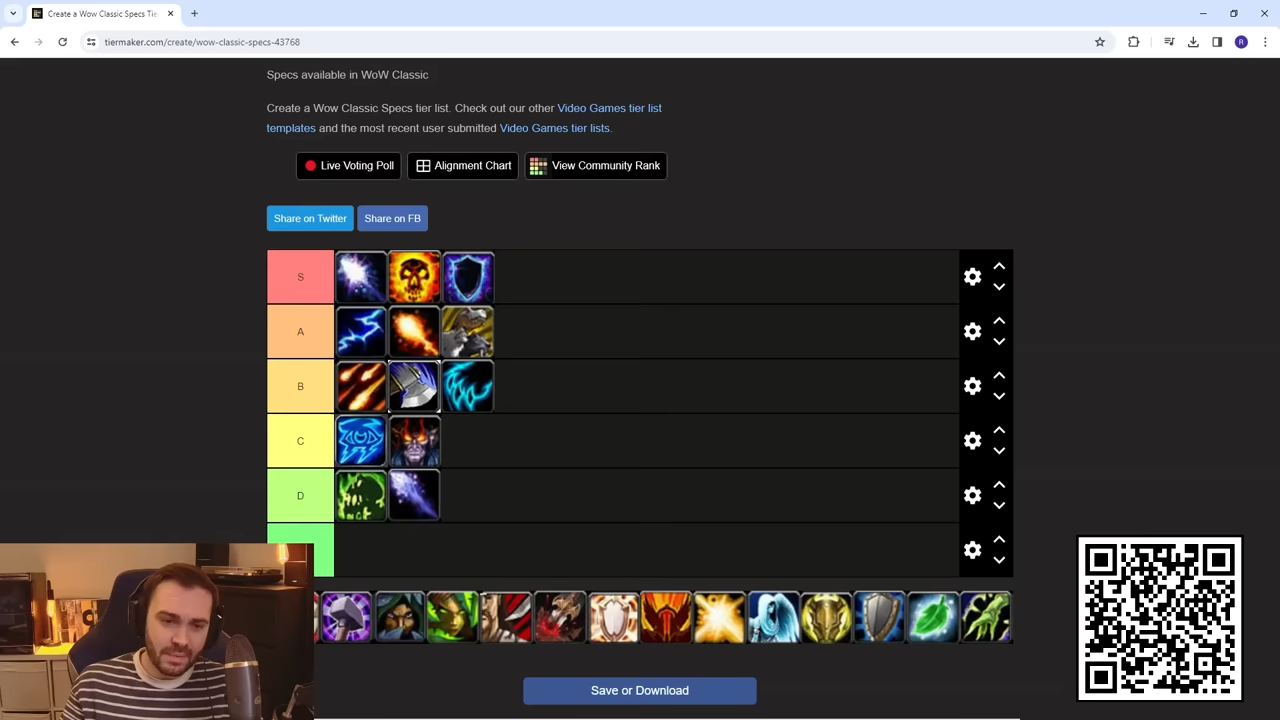 Create a Wow Classic Specs Tie
tiermaker.com/create/wow-classic-specs-43768
R
Specs available in WoW Classic
Create a Wow Classic Specs tier list. Check out our other Video Games tier list
templates and the most recent user submitted Video Games tier lists.
Live Voting Poll
Alignment Chart
View Community Rank
Share on Twitter
Share on FB
S
A
B
C
D
Save or Download